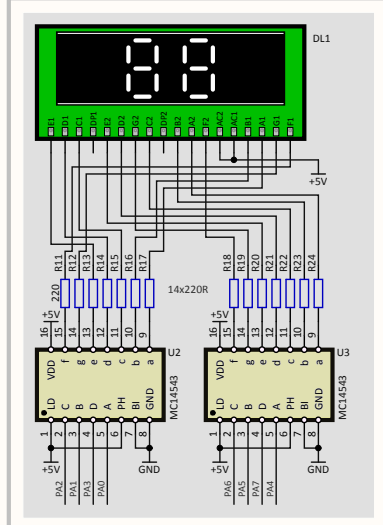 DL1
E1 D1 C1 DP1 E2 D2 G2 C2 DP2 B2 A2 F2 AC2 AC1 B1 A1 G1 F1
+5V
R11 R12 R13 R14 R15 R16 R17 R18 R19 R20 R21 R22 R23 R24
220
14x220R
+5V +5V
16 15 14 13 12 11 10 9 U2 16 15 14 13 12 11 10 9 U3
VDD f g e d c b a VDD f g e d c b a
MC14543 MC14543
LD C B D A PH BI GND LD C B D A PH BI GND
1 2 3 4 5 6 7 8 1 2 3 4 5 6 7 8
+5V GND +5V GND
PA2 PA1 PA3 PA0 PA6 PA5 PA7 PA4